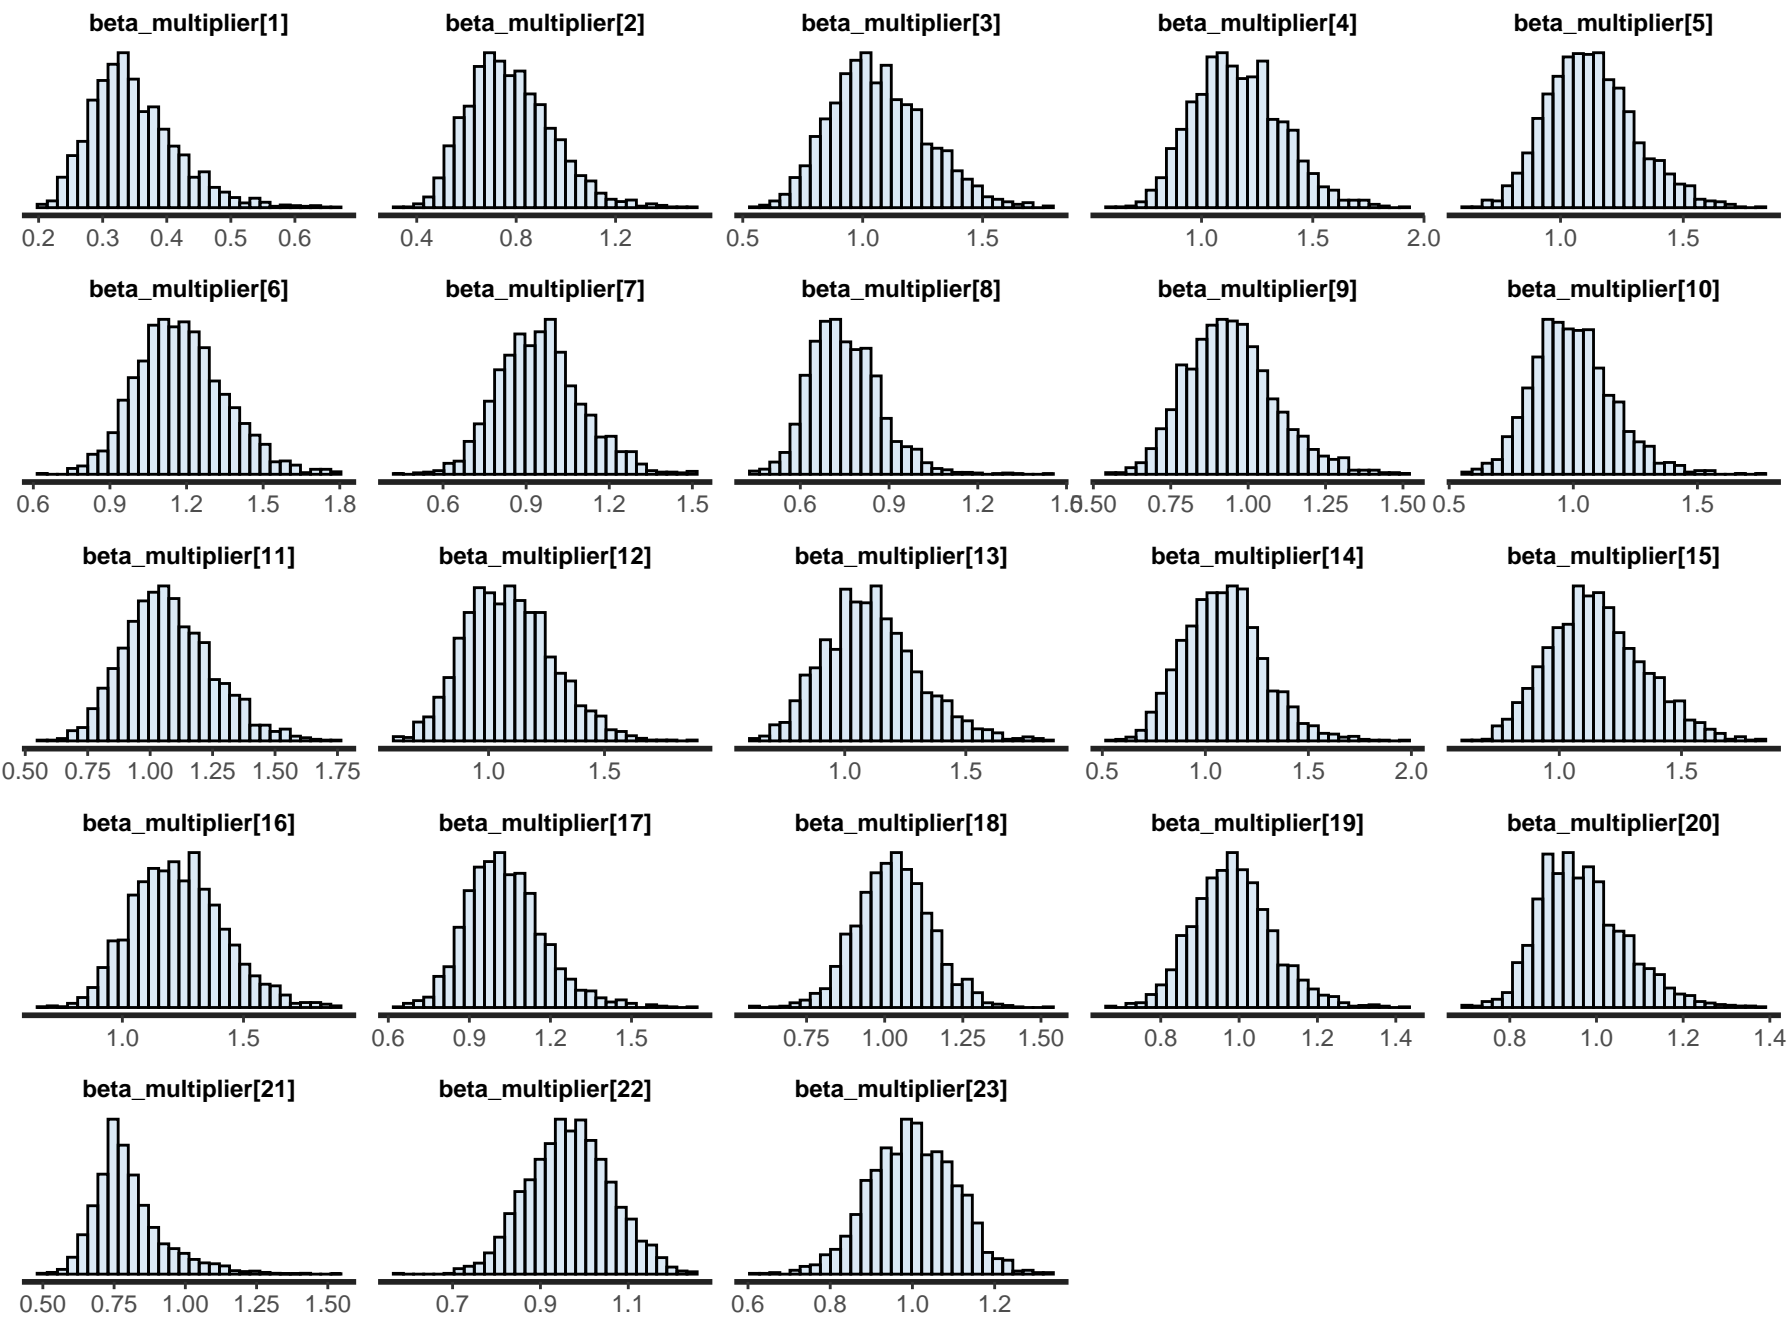 beta_multiplier[1] beta_multiplier[2] beta_multiplier[3] beta_multiplier[4] beta_multiplier[5]
0.2 0.3 0.4 0.5 0.6 0.4 0.8 1.2 0.5 1.0 1.5 1.0 1.5 2.0 1.0 1.5
beta_multiplier[6] beta_multiplier[7] beta_multiplier[8] beta_multiplier[9] beta_multiplier[10]
0.6 0.9 1.2 1.5 1.8 0.6 0.9 1.2 1.5 0.6 0.9 1.2 0.75 1.00 1.25 1.50 0.5 1.0 1.5
beta_multiplier[11] beta_multiplier[12] beta_multiplier[13] beta_multiplier[14] beta_multiplier[15]
0.50 0.75 1.00 1.25 1.50 1.75 1.0 1.5 1.0 1.5 0.5 1.0 1.5 2.0 1.0 1.5
beta_multiplier[16] beta_multiplier[17] beta_multiplier[18] beta_multiplier[19] beta_multiplier[20]
1.0 1.5 0.6 0.9 1.2 1.5 0.75 1.00 1.25 1.50 0.8 1.0 1.2 1.4 0.8 1.0 1.2 1.4
beta_multiplier[21] beta_multiplier[22] beta_multiplier[23]
0.50 0.75 1.00 1.25 1.50 0.7 0.9 1.1 0.6 0.8 1.0 1.2